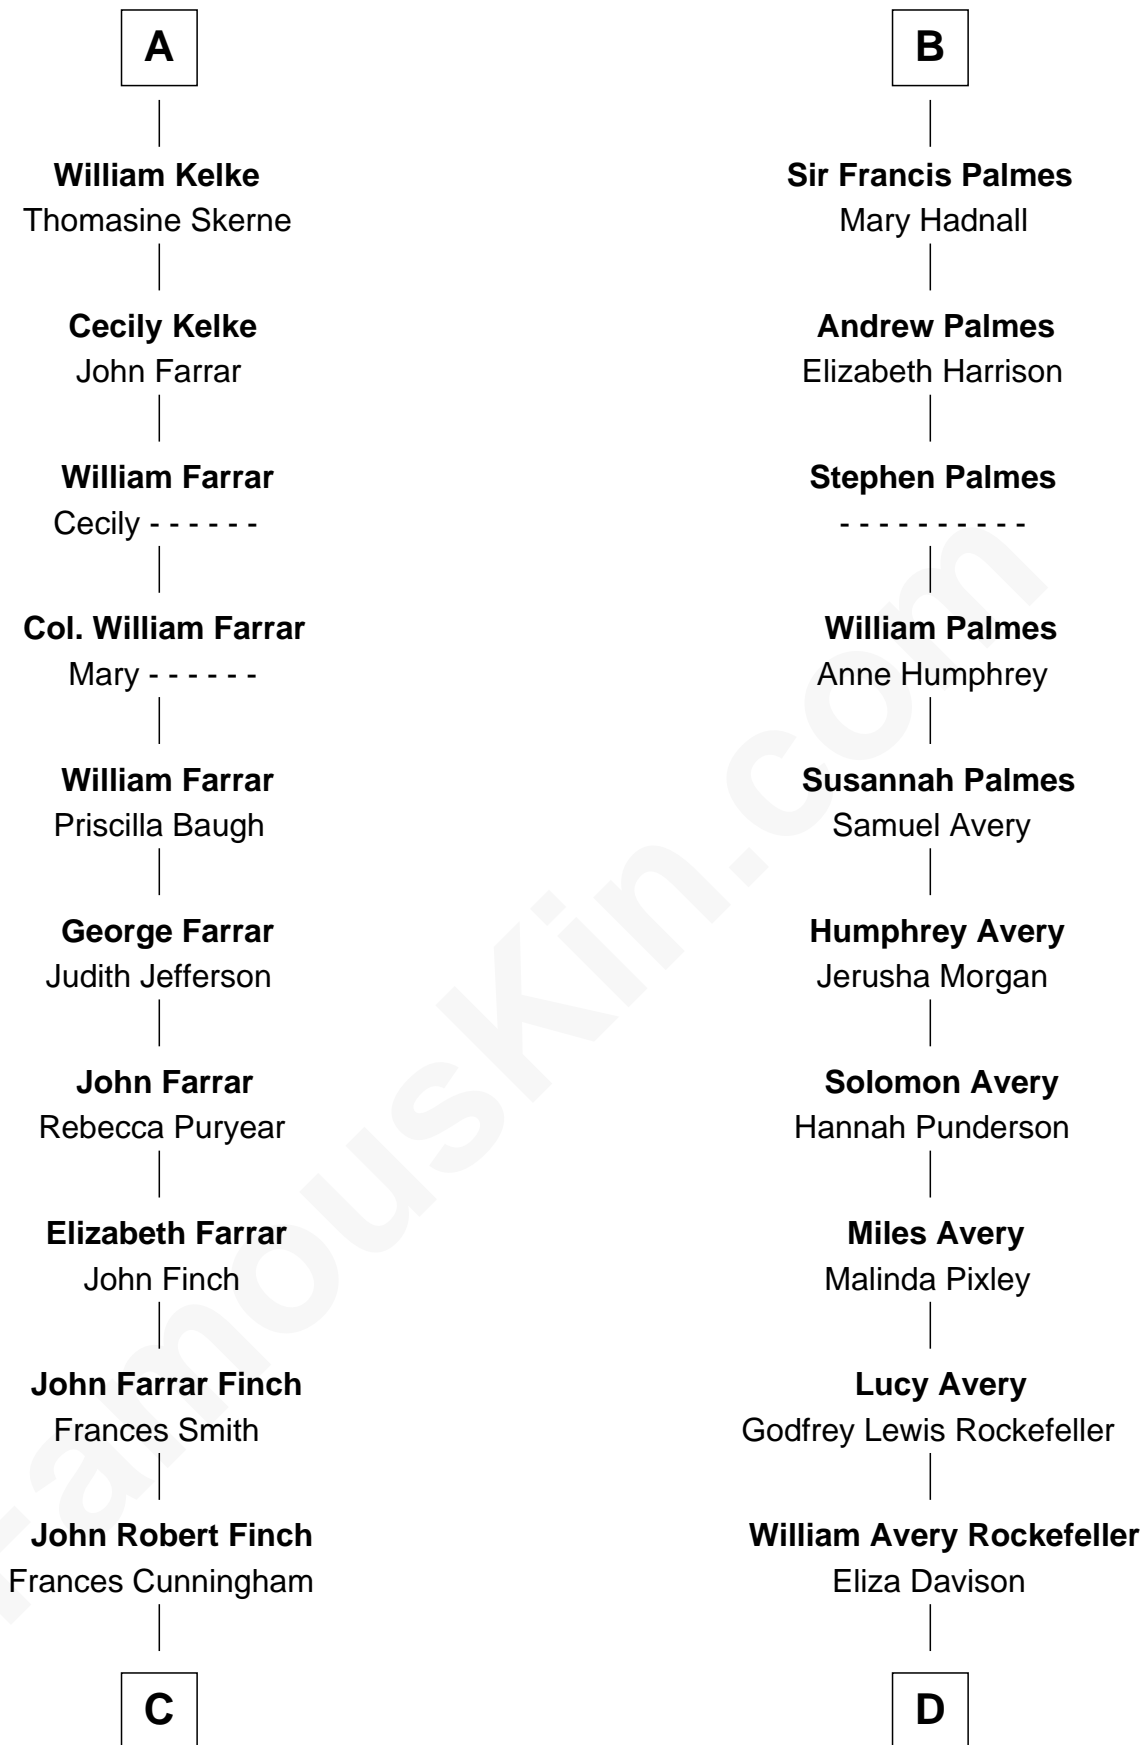 A
William Kelke
Thomasine Skerne
Cecily Kelke
John Farrar
William Farrar
Cecily - - - - - -
Col. William Farrar
Mary - - - - - -
William Farrar
Priscilla Baugh
George Farrar
Judith Jefferson
John Farrar
Rebecca Puryear
Elizabeth Farrar
John Finch
John Farrar Finch
Frances Smith
John Robert Finch
Frances Cunningham
C
B
Sir Francis Palmes
Mary Hadnall
Andrew Palmes
Elizabeth Harrison
Stephen Palmes
- - - - - - - - - -
William Palmes
Anne Humphrey
Susannah Palmes
Samuel Avery
Humphrey Avery
Jerusha Morgan
Solomon Avery
Hannah Punderson
Miles Avery
Malinda Pixley
Lucy Avery
Godfrey Lewis Rockefeller
William Avery Rockefeller
Eliza Davison
D
FamousKin.com